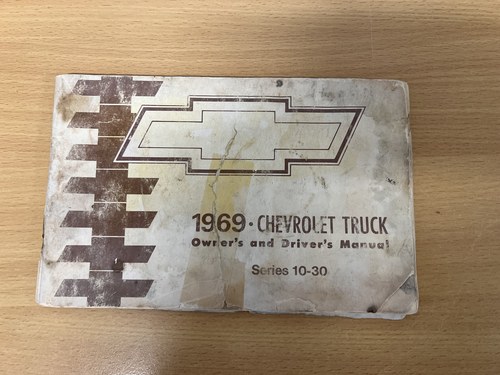 1969 • CHEVROLET TRUCK
Owner's and Driver's Manual
Series 10-30